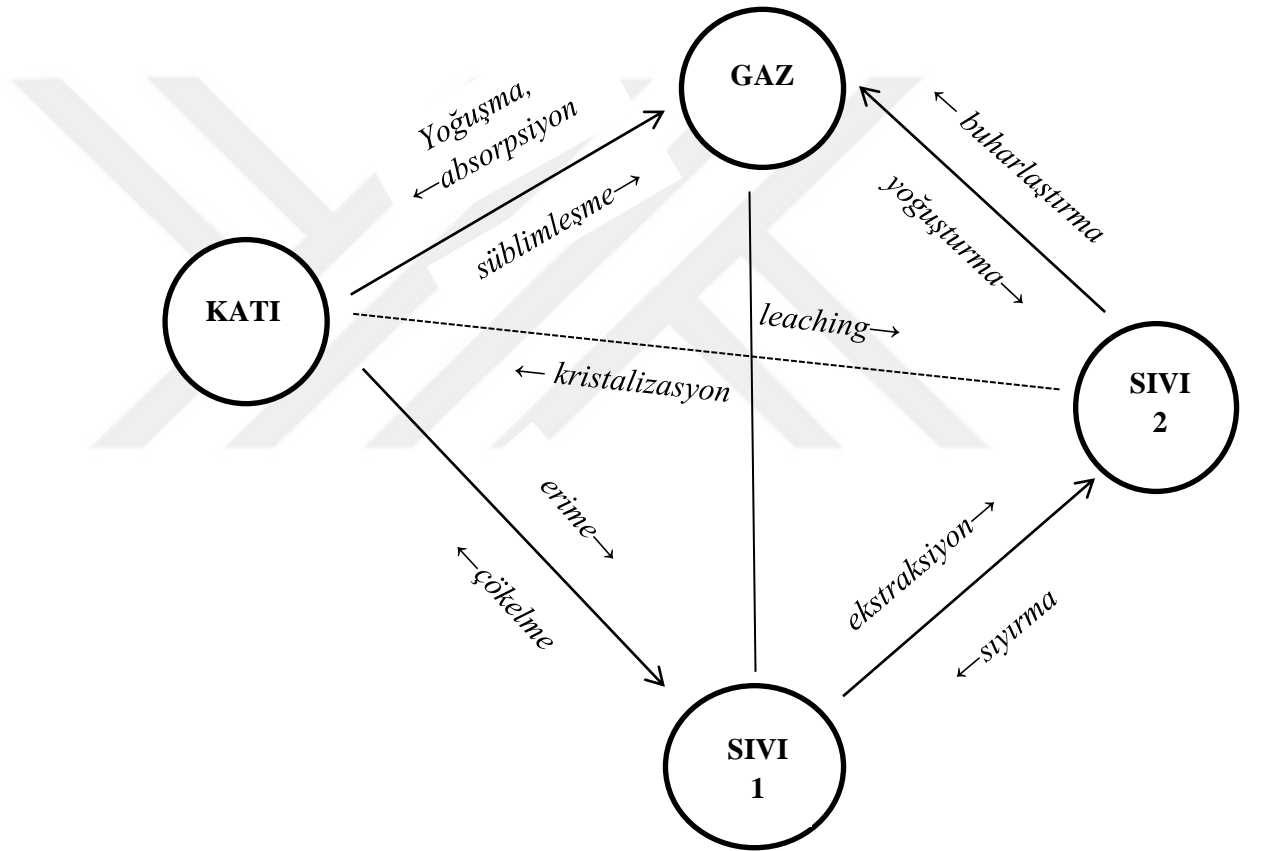 GAZ
Yoğuşma,
←absorpsiyon
süblimleşme→
← buharlaştırma
yoğuşturma→
KATI
leaching→
← kristalizasyon
SIVI
2
erime→
←çökelme
ekstraksiyon→
←sıyırma
SIVI
1